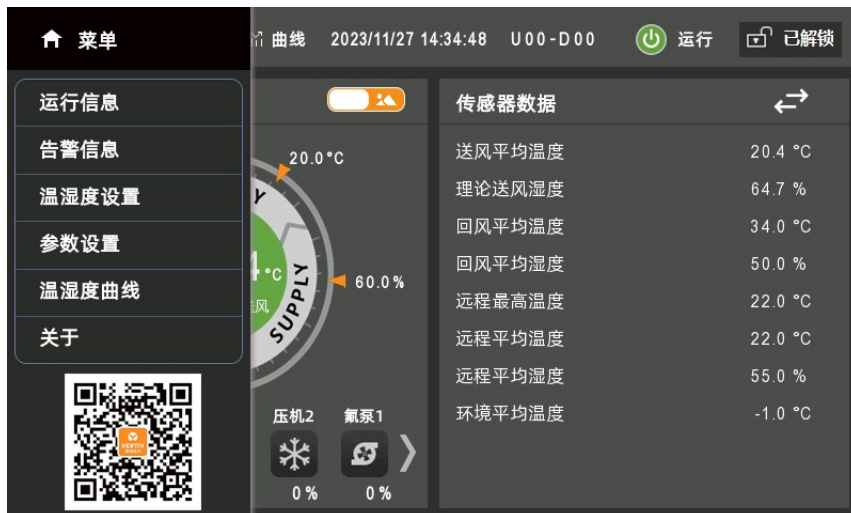 菜单
曲线 2023/11/27 14:34:48 U00-D00 运行 已解锁
运行信息
告警信息
温湿度设置
参数设置
温湿度曲线
关于
VERTIV
20.0°C
°C
60.0%
SUPPLY
压机2 氟泵1
0% 0%
传感器数据
送风平均温度 20.4 °C
理论送风湿度 64.7 %
回风平均温度 34.0 °C
回风平均湿度 50.0 %
远程最高温度 22.0 °C
远程平均温度 22.0 °C
远程平均湿度 55.0 %
环境平均温度 -1.0 °C